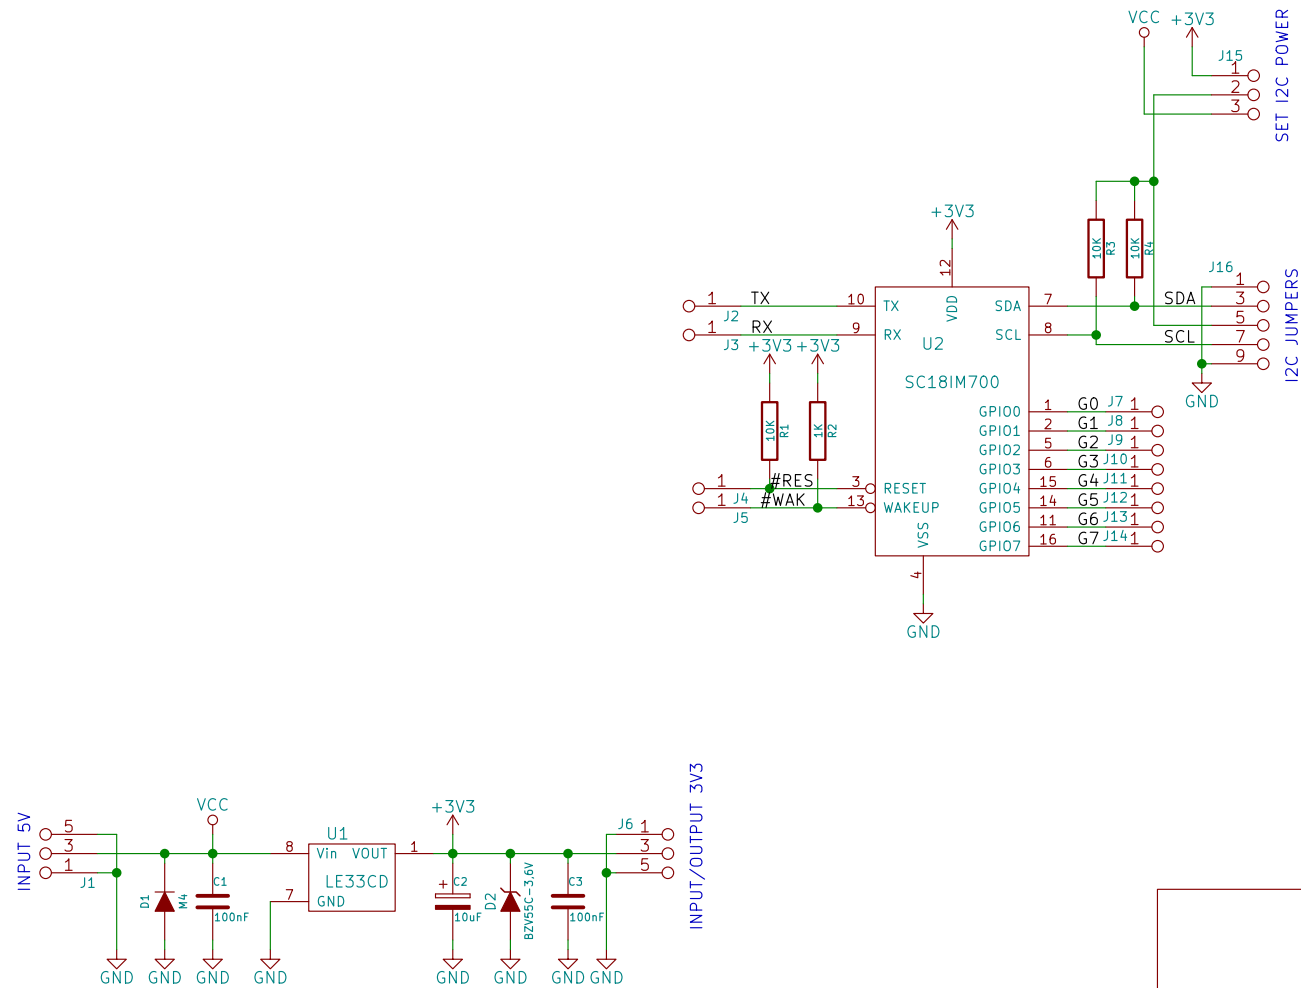 VCC +3V3
J15
1
2
3
SET I2C POWER
+3V3
12
10K R3
10K R4
J16
1
3
5
7
9
I2C JUMPERS
SDA
SCL
GND
1 TX 10 TX
J2
1 RX 9 RX
J3
VDD
U2
SC18IM700
SDA 7
SCL 8
+3V3 +3V3
10K R1
1K R2
GPIO0 1 G0 J7 1
GPIO1 2 G1 J8 1
GPIO2 5 G2 J9 1
GPIO3 6 G3 J10 1
GPIO4 15 G4 J11 1
GPIO5 14 G5 J12 1
GPIO6 11 G6 J13 1
GPIO7 16 G7 J14 1
1 #RES 3 RESET
J4
1 #WAK 13 WAKEUP
J5
VSS
4
GND
INPUT 5V
5
3
1
J1
VCC
D1 M4
C1
100nF
U1
8 Vin VOUT 1
LE33CD
7 GND
+3V3
+ C2
10uF
D2 BZV55C-3,6V
C3
100nF
J6
1
3
5
INPUT/OUTPUT 3V3
GND GND GND GND GND GND GND GND